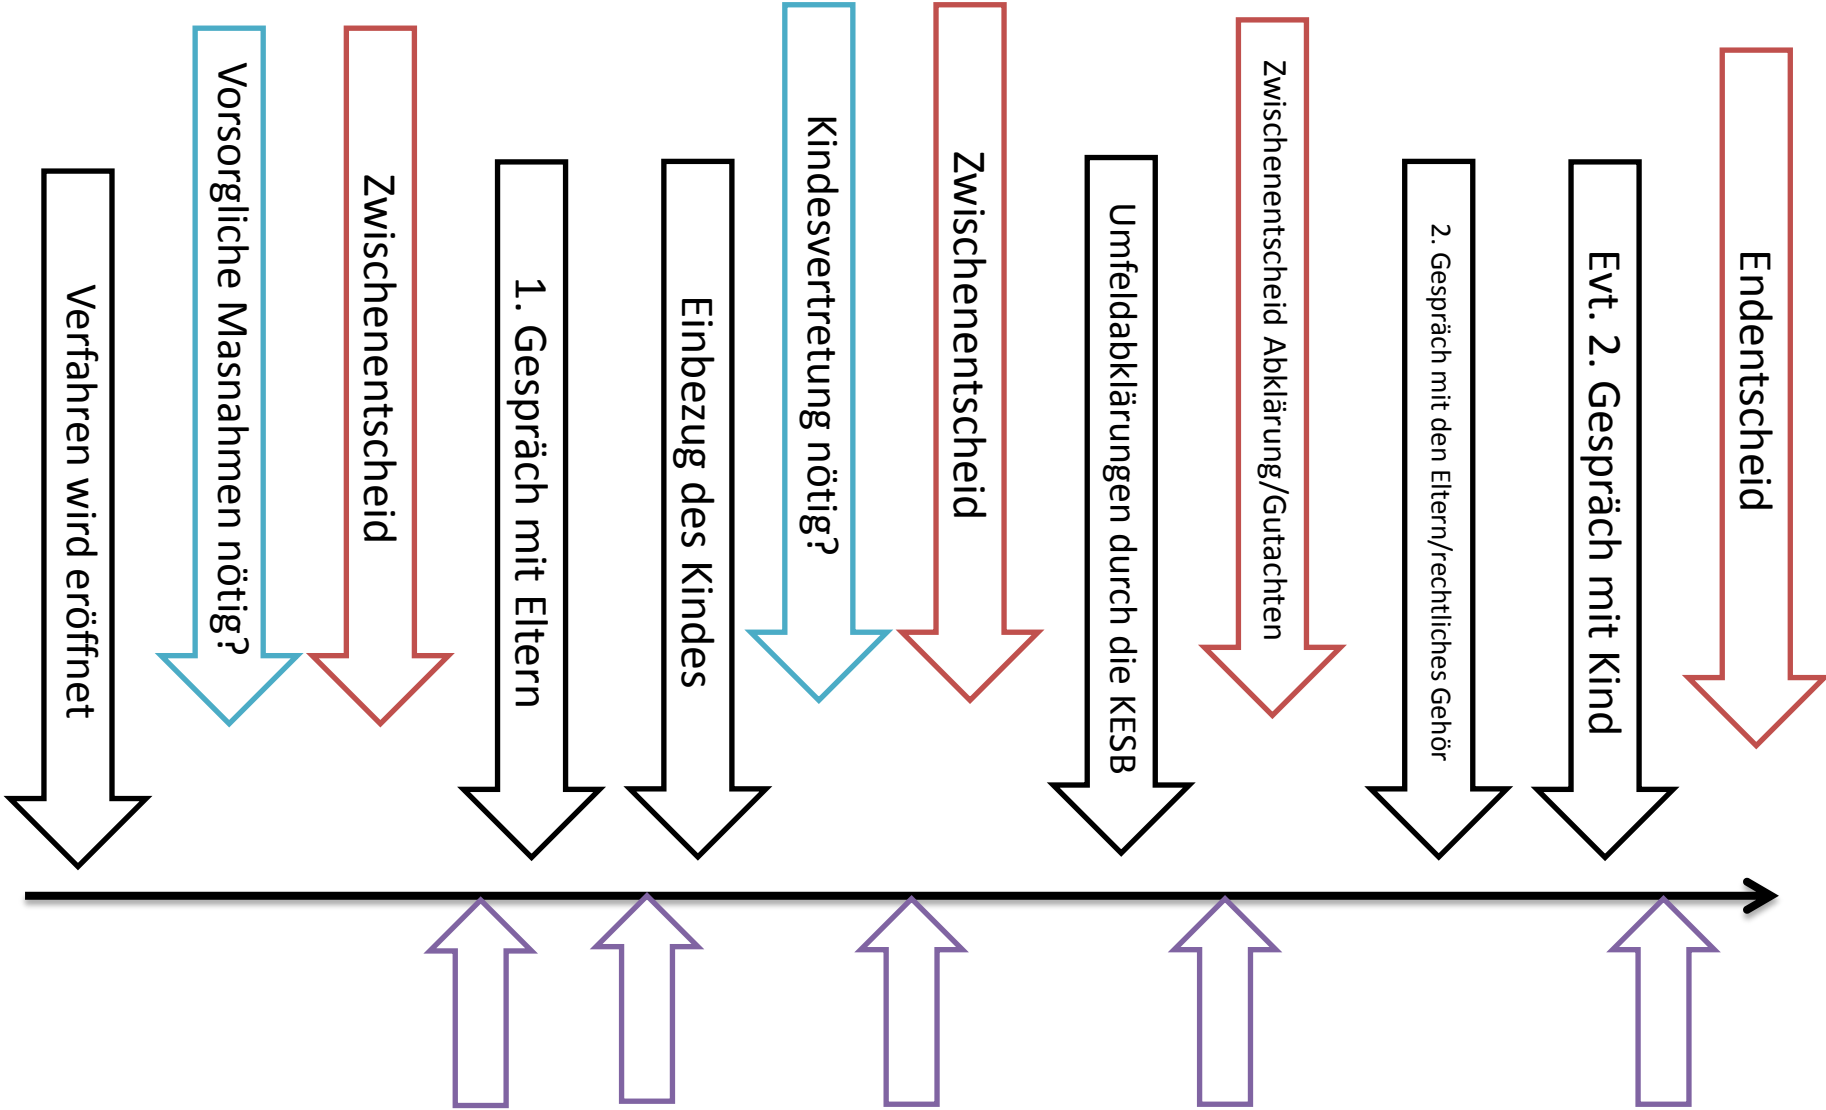 Verfahren wird eröffnet
Vorsorgliche Masnahmen nötig?
Zwischenentscheid
1. Gespräch mit Eltern
Einbezug des Kindes
Kindesvertretung nötig?
Zwischenentscheid
Umfeldabklärungen durch die KESB
Zwischenentscheid Abklärung/Gutachten
2. Gespräch mit den Eltern/rechtliches Gehör
Evt. 2. Gespräch mit Kind
Endentscheid